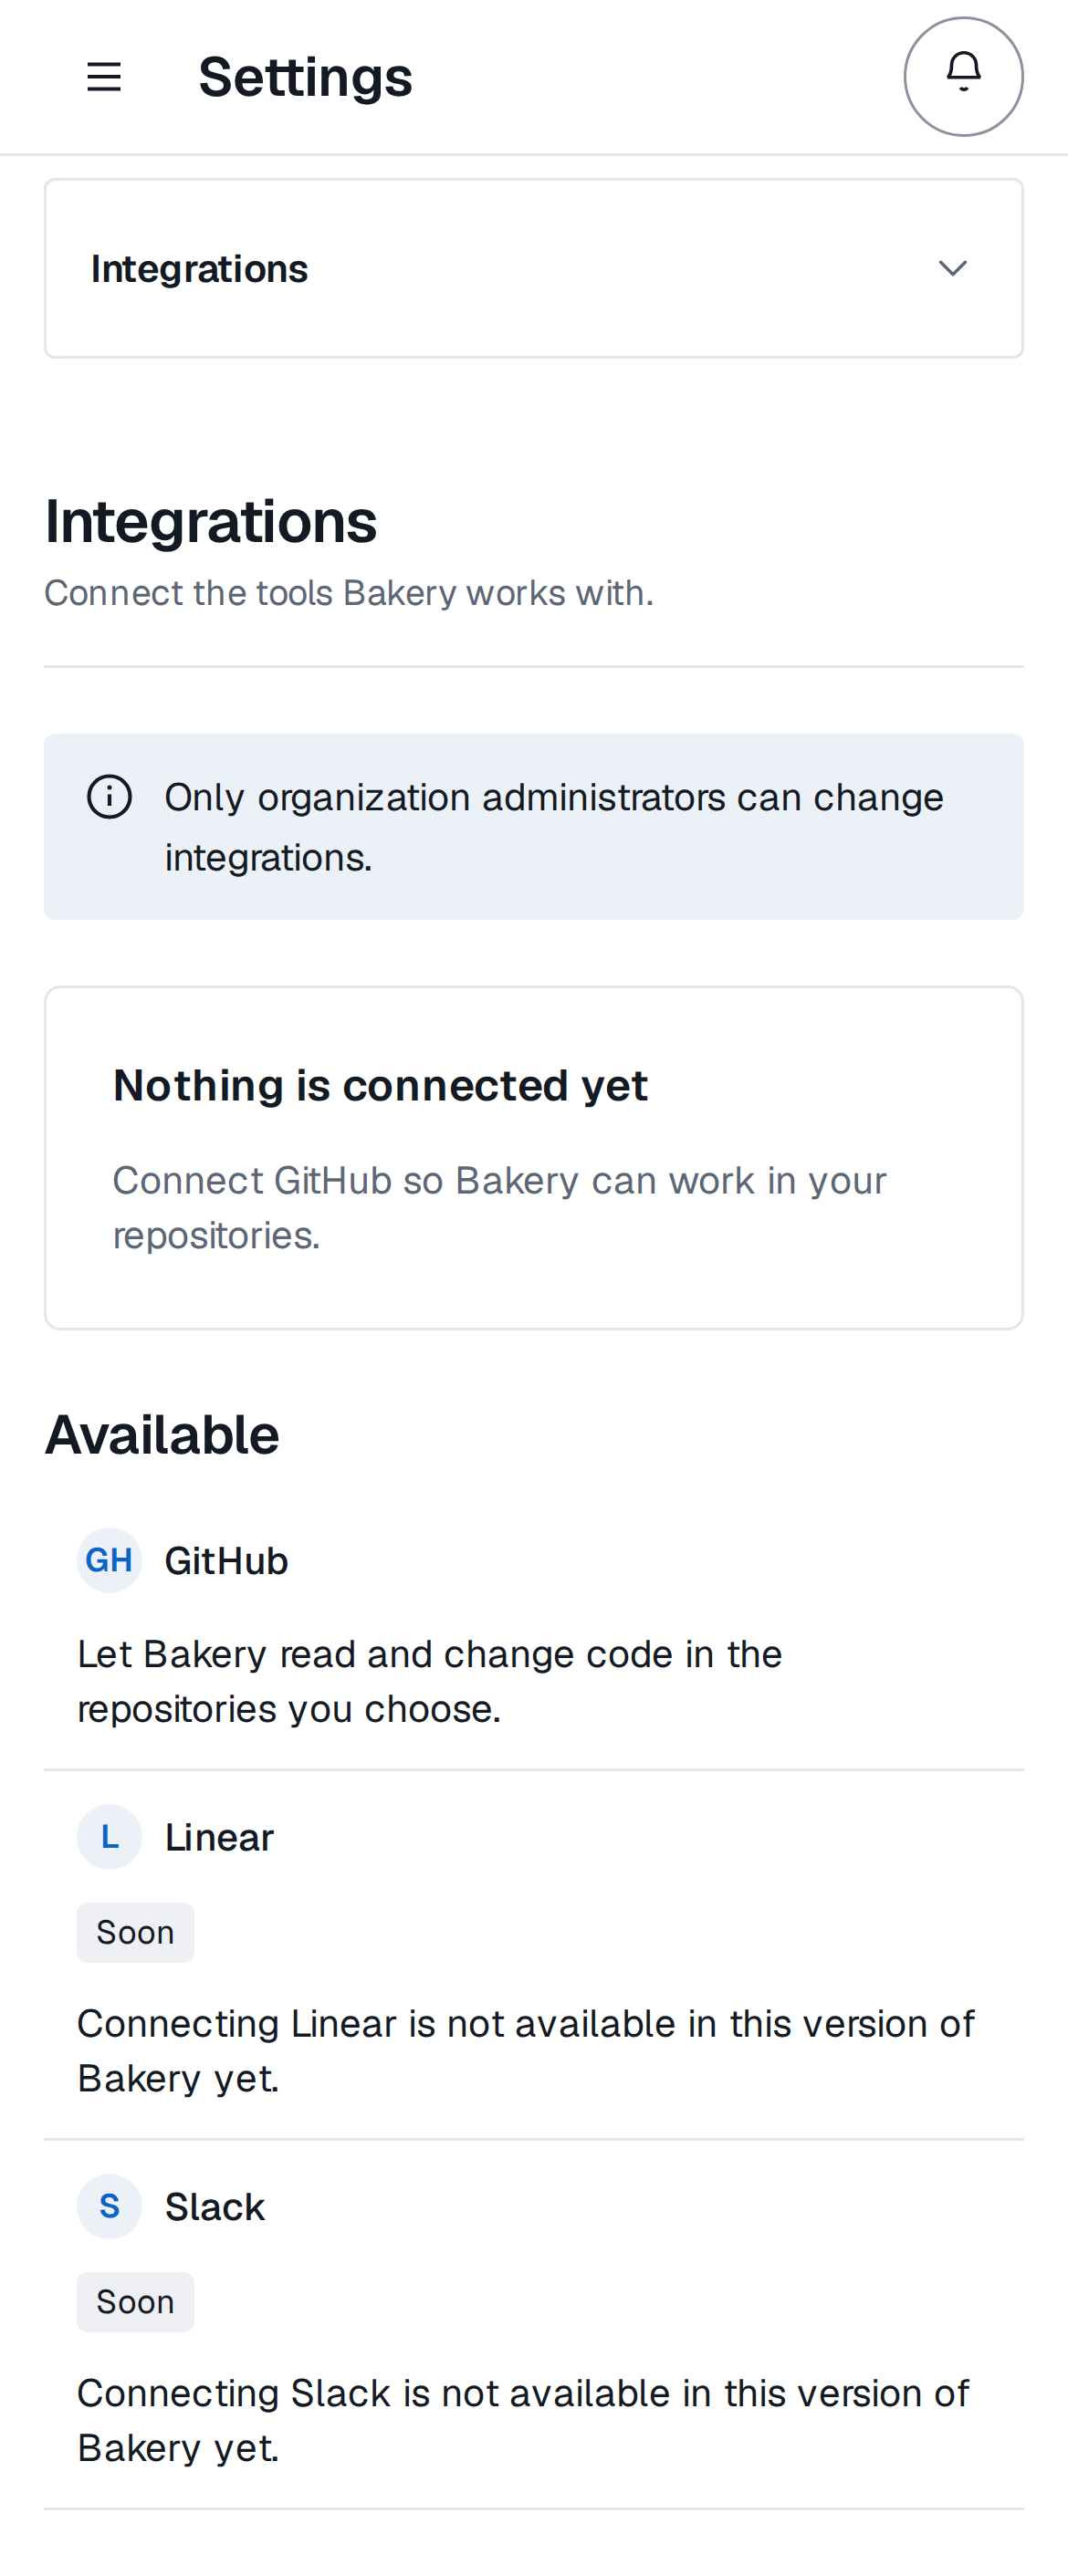 Settings
Integrations
Integrations
Connect the tools Bakery works with.
Only organization administrators can change
integrations.
Nothing is connected yet
Connect GitHub so Bakery can work in your
repositories.
Available
GH GitHub
Let Bakery read and change code in the
repositories you choose.
L Linear
Soon
Connecting Linear is not available in this version of
Bakery yet.
S Slack
Soon
Connecting Slack is not available in this version of
Bakery yet.